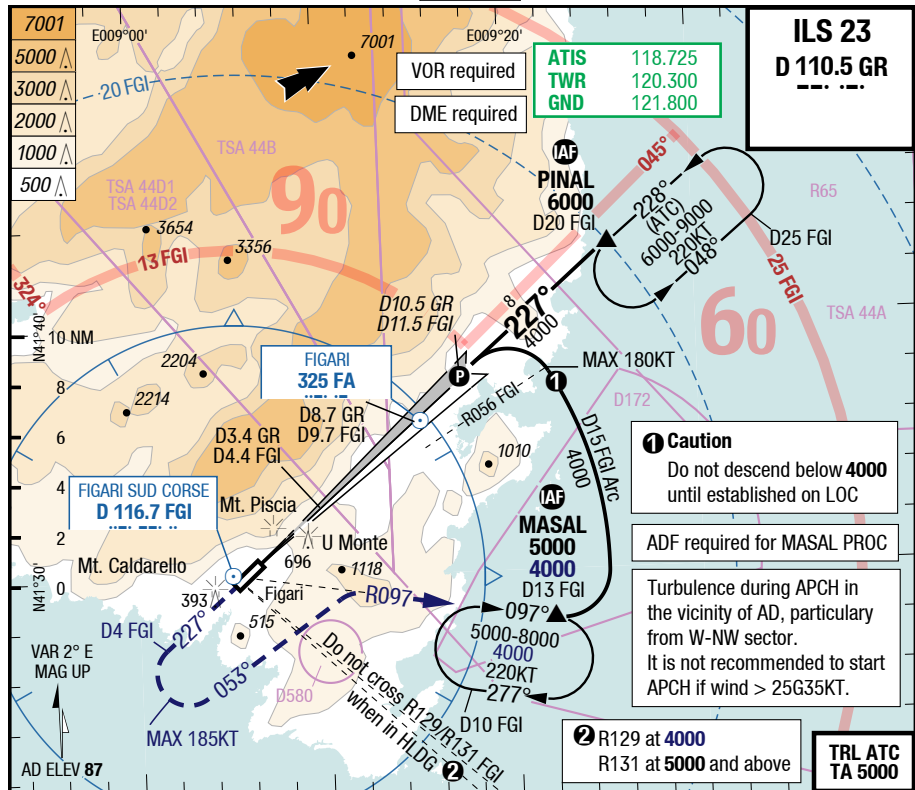 7001
5000
3000
2000
1000
500
E009°00'
E009°20'
7001
20 FGI
VOR required
DME required
ATIS 118.725
TWR 120.300
GND 121.800
ILS 23
D 110.5 GR
TSA 44B
TSA 44D1
TSA 44D2
3654
3356
13 FGI
90
324°
IAF
PINAL
6000
D20 FGI
045°
228°
(ATC)
6000-9000
220KT
048°
R65
D25 FGI
25 FGI
TSA 44A
60
D10.5 GR
D11.5 FGI
8
227°
4000
N41°40'
10 NM
8
6
4
2
0
N41°30'
2204
2214
FIGARI
325 FA
P
MAX 180KT
1
R056 FGI
D172
D15 FGI Arc
4000
D8.7 GR
D9.7 FGI
D3.4 GR
D4.4 FGI
1010
1 Caution
Do not descend below 4000
until established on LOC
FIGARI SUD CORSE
D 116.7 FGI
Mt. Piscia
U Monte
696
Mt. Caldarello
393
Figari
1118
515
IAF
MASAL
5000
4000
D13 FGI
ADF required for MASAL PROC
R097
097°
5000-8000
4000
220KT
277°
D10 FGI
Turbulence during APCH in
the vicinity of AD, particulary
from W-NW sector.
It is not recommended to start
APCH if wind > 25G35KT.
D4 FGI
227°
053°
D580
MAX 185KT
Do not cross R129/R131 FGI
when in HLDG 2
VAR 2° E
MAG UP
AD ELEV 87
2 R129 at 4000
R131 at 5000 and above
TRL ATC
TA 5000